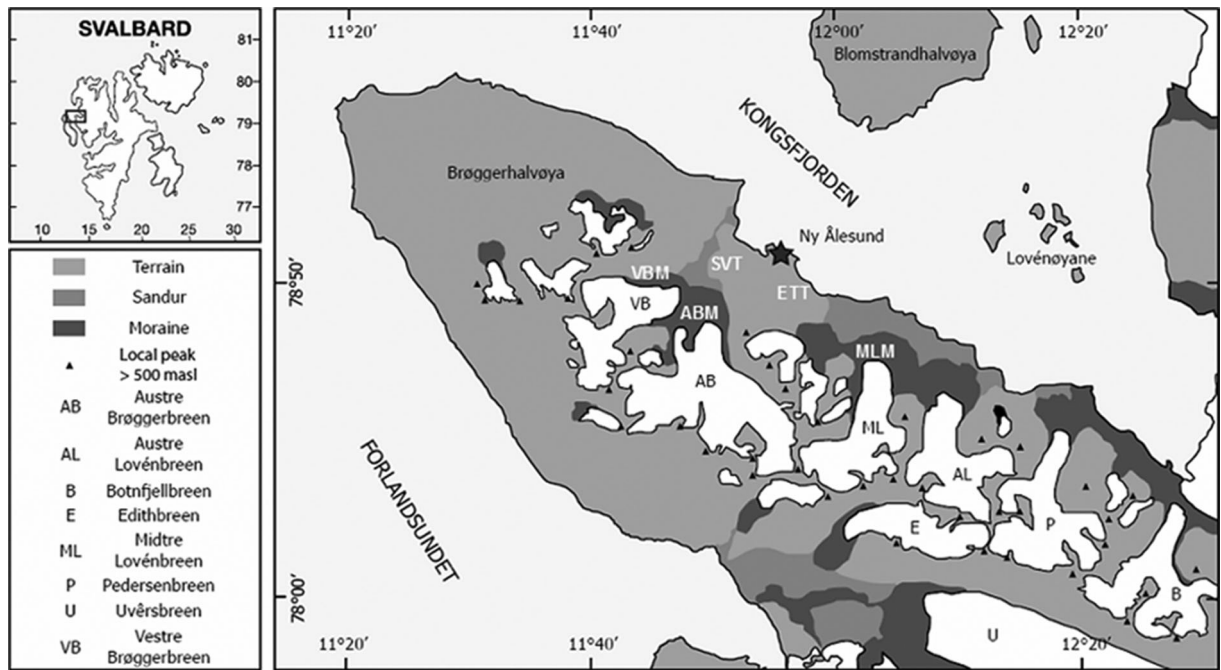 SVALBARD
81
80
79
78
77
10 15 20 25 30
Terrain
Sandur
Moraine
Local peak
> 500 masl
AB Austre
Brøggerbreen
AL Austre
Lovénbreen
B Botnfjellbreen
E Edithbreen
ML Midtre
Lovénbreen
P Pedersenbreen
U Uvêrsbreen
VB Vestre
Brøggerbreen
11°20′ 11°40′ 12°00′ 12°20′
Blomstrandhalvøya
KONGSFJORDEN
Brøggerhalvøya
Ny Ålesund
Lovénøyane
SVT
VBM
ETT
78°50′
VB
ABM
MLM
AB
ML
AL
FORLANDSUNDET
E
P
B
78°00′
U
11°20′ 11°40′ 12°20′